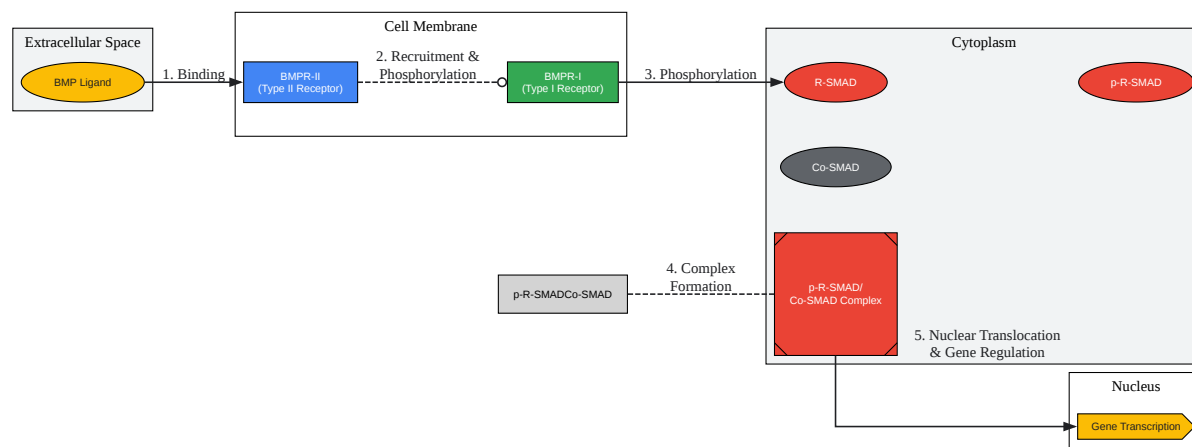 Extracellular Space
BMP Ligand
1. Binding
Cell Membrane
BMPR-II
(Type II Receptor)
2. Recruitment &
Phosphorylation
BMPR-I
(Type I Receptor)
3. Phosphorylation
Cytoplasm
R-SMAD
p-R-SMAD
Co-SMAD
p-R-SMADCo-SMAD
4. Complex
Formation
p-R-SMAD/
Co-SMAD Complex
5. Nuclear Translocation
& Gene Regulation
Nucleus
Gene Transcription